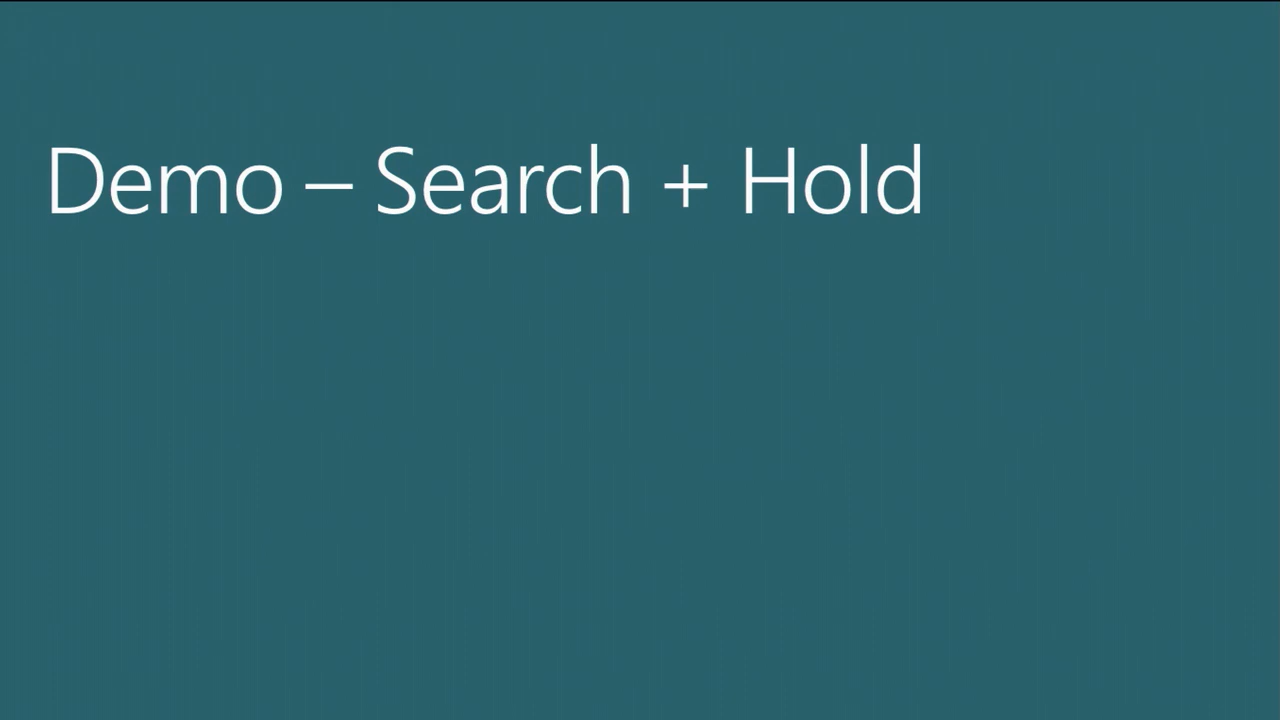 Demo – Search + Hold